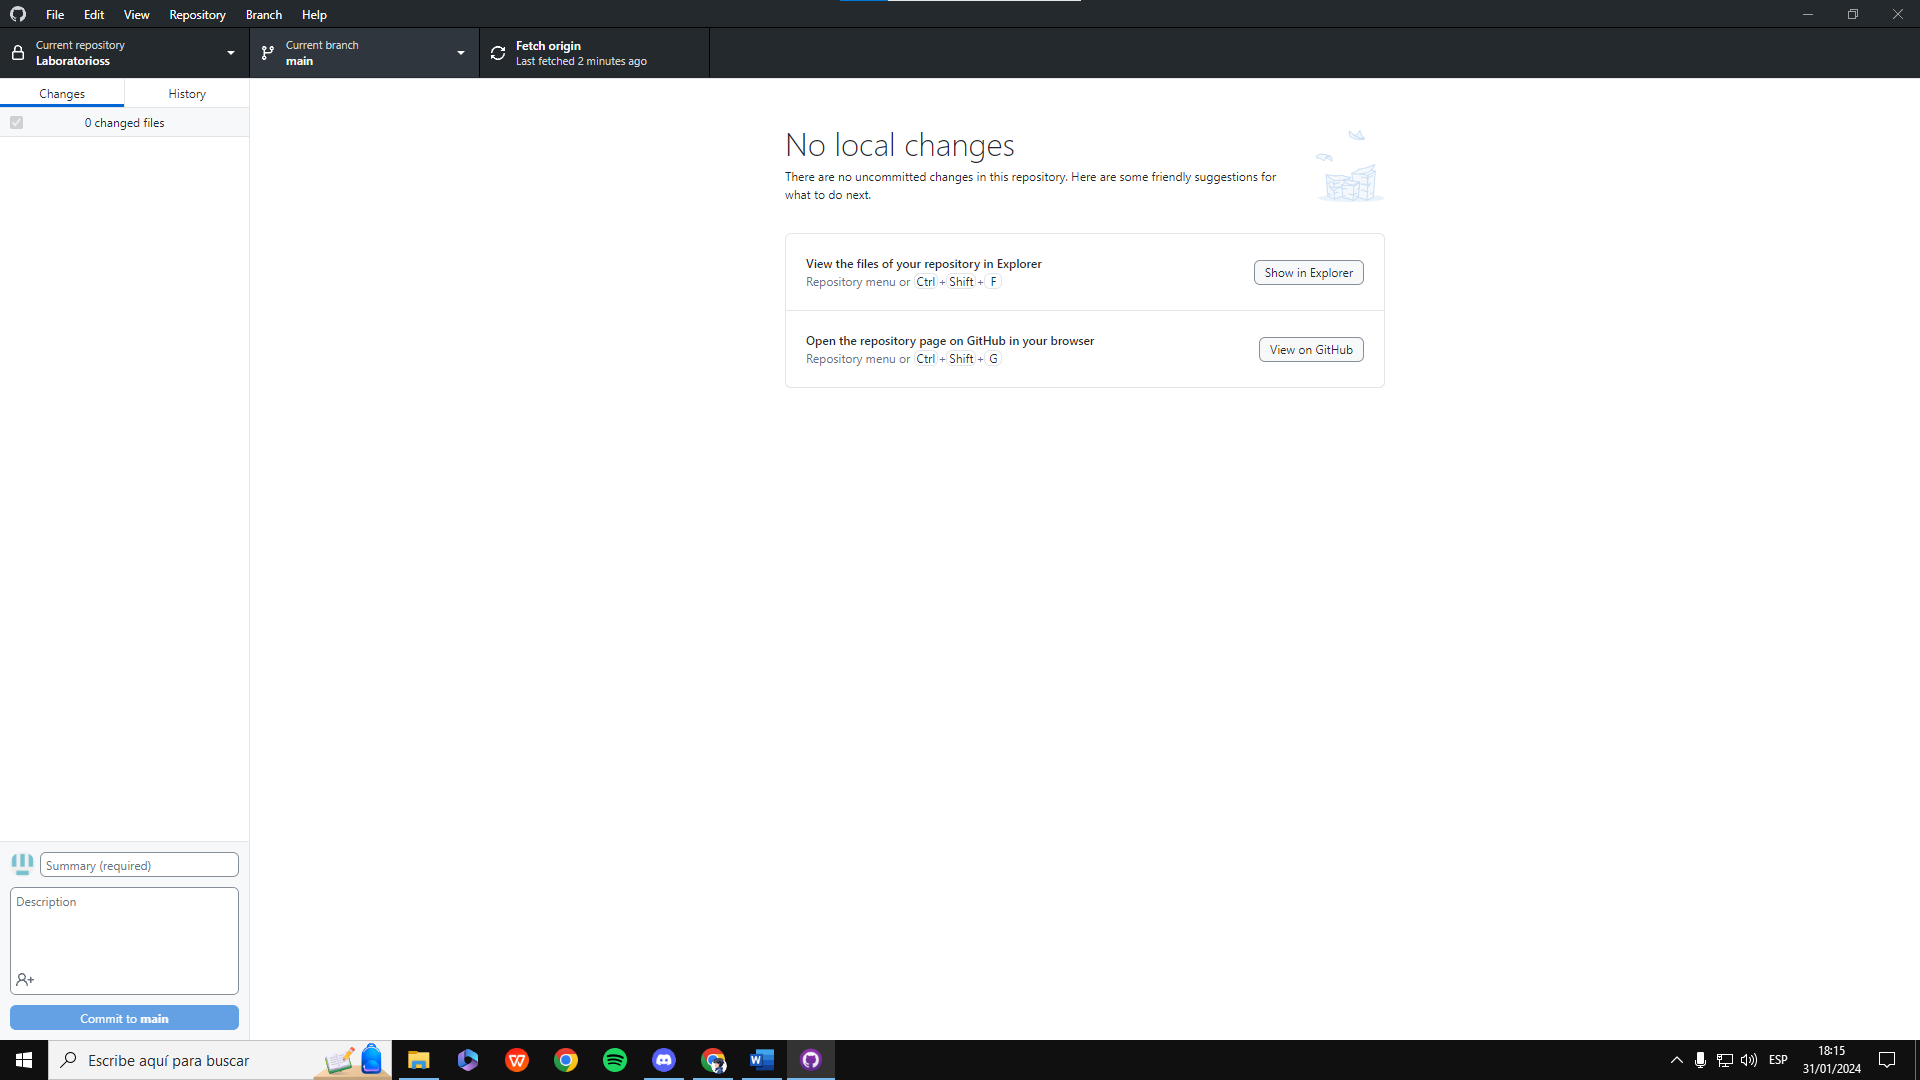 File Edit View Repository Branch Help
Current repository
Laboratorioss
Current branch
main
Fetch origin
Last fetched 2 minutes ago
Changes
History
0 changed files
No local changes
There are no uncommitted changes in this repository. Here are some friendly suggestions for
what to do next.
View the files of your repository in Explorer
Repository menu or Ctrl + Shift + F
Show in Explorer
Open the repository page on GitHub in your browser
Repository menu or Ctrl + Shift + G
View on GitHub
Summary (required)
Description
Commit to main
Escribe aquí para buscar
W
W
ESP
18:15
31/01/2024